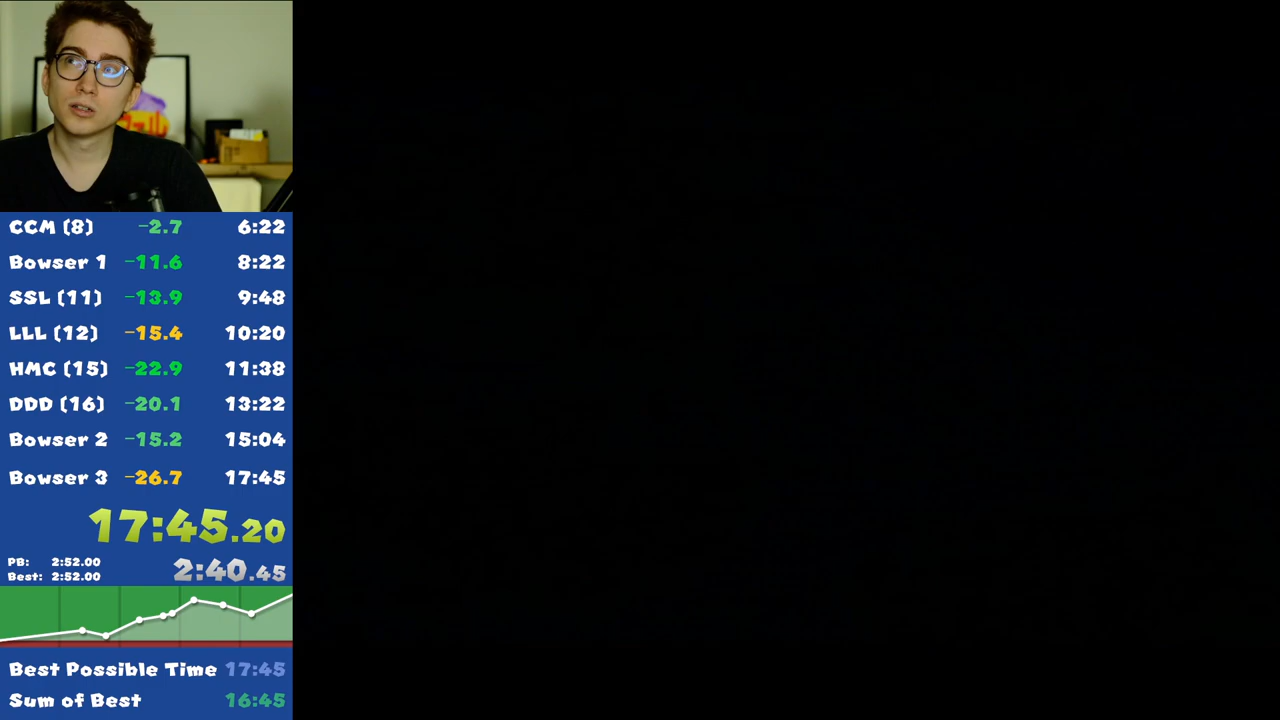 CCM (8) -2.7 6:22
Bowser 1 -11.6 8:22
SSL (11) -13.9 9:48
LLL (12) -15.4 10:20
HMC (15) -22.9 11:38
DDD (16) -20.1 13:22
Bowser 2 -15.2 15:04
Bowser 3 -26.7 17:45
17:45.20
PB: 2:52.00
Best: 2:52.00
2:40.45
Best Possible Time 17:45
Sum of Best 16:45